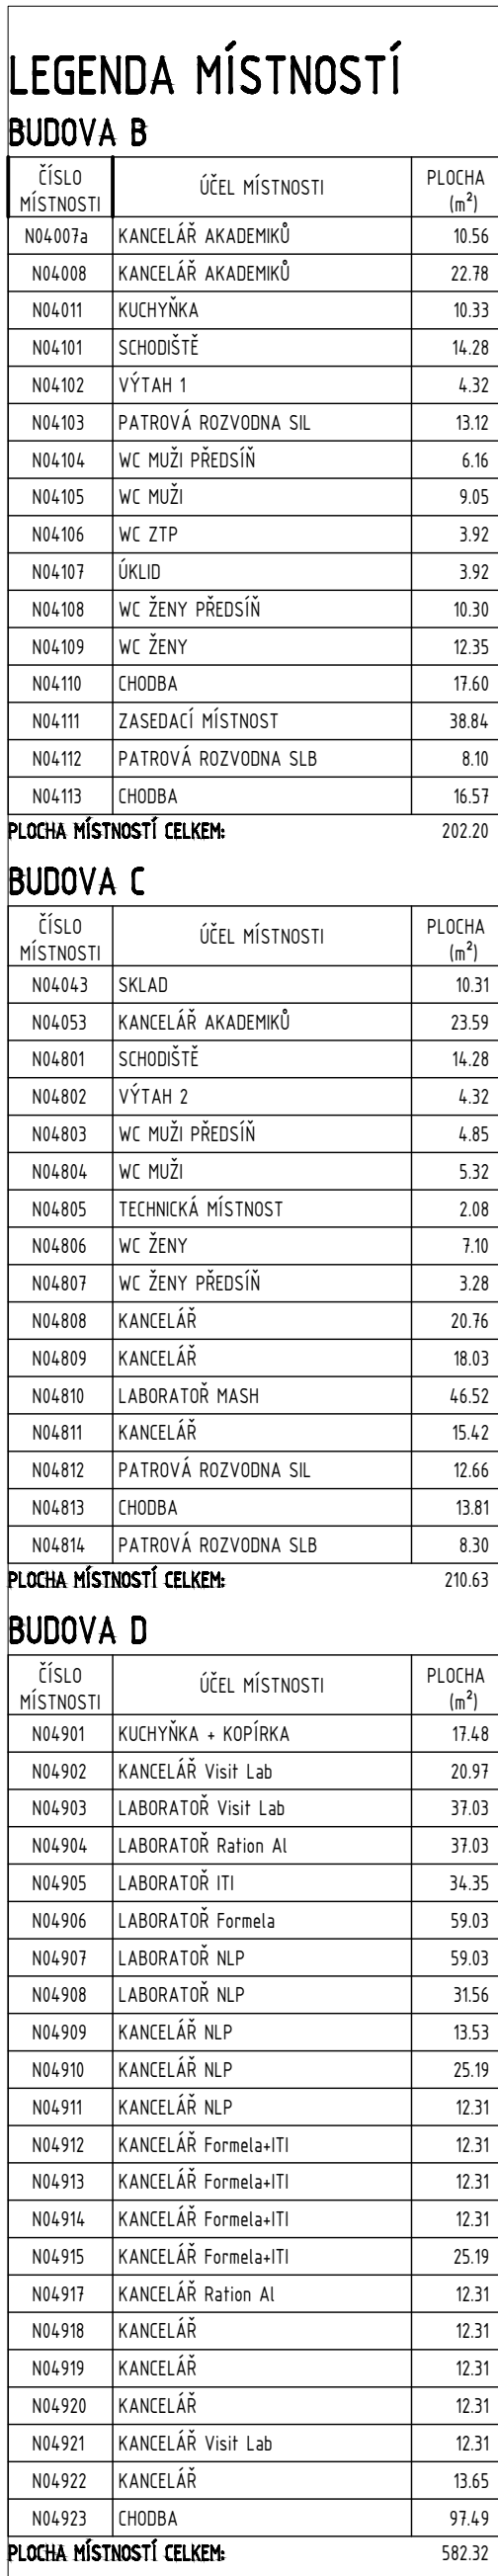 LEGENDA MÍSTNOSTÍ
BUDOVA B
ČÍSLO MÍSTNOSTI ÚČEL MÍSTNOSTI PLOCHA (m²)
N04007a KANCELÁŘ AKADEMIKŮ 10.56
N04008 KANCELÁŘ AKADEMIKŮ 22.78
N04011 KUCHYŇKA 10.33
N04101 SCHODIŠTĚ 14.28
N04102 VÝTAH 1 4.32
N04103 PATROVÁ ROZVODNA SIL 13.12
N04104 WC MUŽI PŘEDSÍŇ 6.16
N04105 WC MUŽI 9.05
N04106 WC ZTP 3.92
N04107 ÚKLID 3.92
N04108 WC ŽENY PŘEDSÍŇ 10.30
N04109 WC ŽENY 12.35
N04110 CHODBA 17.60
N04111 ZASEDACÍ MÍSTNOST 38.84
N04112 PATROVÁ ROZVODNA SLB 8.10
N04113 CHODBA 16.57
PLOCHA MÍSTNOSTÍ CELKEM: 202.20
BUDOVA C
ČÍSLO MÍSTNOSTI ÚČEL MÍSTNOSTI PLOCHA (m²)
N04043 SKLAD 10.31
N04053 KANCELÁŘ AKADEMIKŮ 23.59
N04801 SCHODIŠTĚ 14.28
N04802 VÝTAH 2 4.32
N04803 WC MUŽI PŘEDSÍŇ 4.85
N04804 WC MUŽI 5.32
N04805 TECHNICKÁ MÍSTNOST 2.08
N04806 WC ŽENY 7.10
N04807 WC ŽENY PŘEDSÍŇ 3.28
N04808 KANCELÁŘ 20.76
N04809 KANCELÁŘ 18.03
N04810 LABORATOŘ MASH 46.52
N04811 KANCELÁŘ 15.42
N04812 PATROVÁ ROZVODNA SIL 12.66
N04813 CHODBA 13.81
N04814 PATROVÁ ROZVODNA SLB 8.30
PLOCHA MÍSTNOSTÍ CELKEM: 210.63
BUDOVA D
ČÍSLO MÍSTNOSTI ÚČEL MÍSTNOSTI PLOCHA (m²)
N04901 KUCHYŇKA + KOPÍRKA 17.48
N04902 KANCELÁŘ Visit Lab 20.97
N04903 LABORATOŘ Visit Lab 37.03
N04904 LABORATOŘ Ration Al 37.03
N04905 LABORATOŘ ITI 34.35
N04906 LABORATOŘ Formela 59.03
N04907 LABORATOŘ NLP 59.03
N04908 LABORATOŘ NLP 31.56
N04909 KANCELÁŘ NLP 13.53
N04910 KANCELÁŘ NLP 25.19
N04911 KANCELÁŘ NLP 12.31
N04912 KANCELÁŘ Formela+ITI 12.31
N04913 KANCELÁŘ Formela+ITI 12.31
N04914 KANCELÁŘ Formela+ITI 12.31
N04915 KANCELÁŘ Formela+ITI 25.19
N04917 KANCELÁŘ Ration Al 12.31
N04918 KANCELÁŘ 12.31
N04919 KANCELÁŘ 12.31
N04920 KANCELÁŘ 12.31
N04921 KANCELÁŘ Visit Lab 12.31
N04922 KANCELÁŘ 13.65
N04923 CHODBA 97.49
PLOCHA MÍSTNOSTÍ CELKEM: 582.32